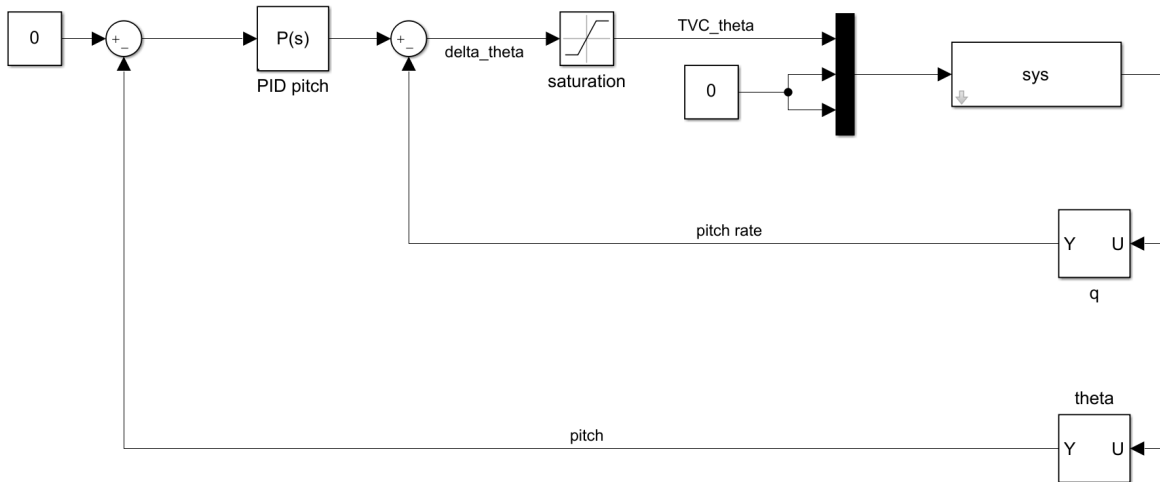 0
+
−
P(s)
PID pitch
+
−
delta_theta
saturation
TVC_theta
0
sys
pitch rate
Y U
q
theta
pitch
Y U